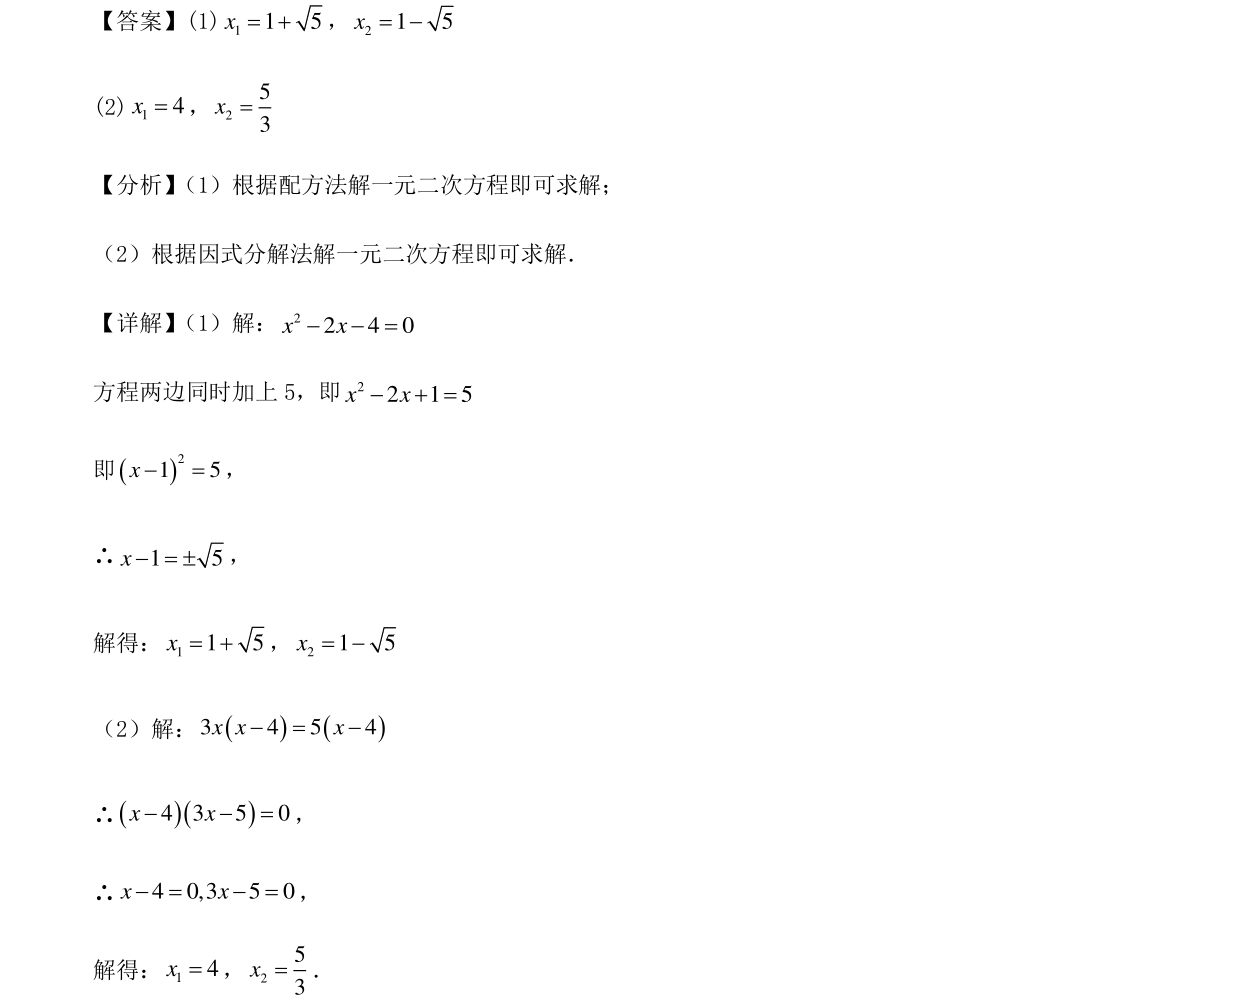 【答案】(1) x₁ = 1 + √5， x₂ = 1 − √5
(2) x₁ = 4， x₂ = 5/3
【分析】（1）根据配方法解一元二次方程即可求解；
（2）根据因式分解法解一元二次方程即可求解．
【详解】（1）解： x² − 2x − 4 = 0
方程两边同时加上 5，即 x² − 2x + 1 = 5
即 (x − 1)² = 5，
∴ x − 1 = ±√5，
解得： x₁ = 1 + √5， x₂ = 1 − √5
（2）解： 3x(x − 4) = 5(x − 4)
∴ (x − 4)(3x − 5) = 0，
∴ x − 4 = 0, 3x − 5 = 0，
解得： x₁ = 4， x₂ = 5/3．